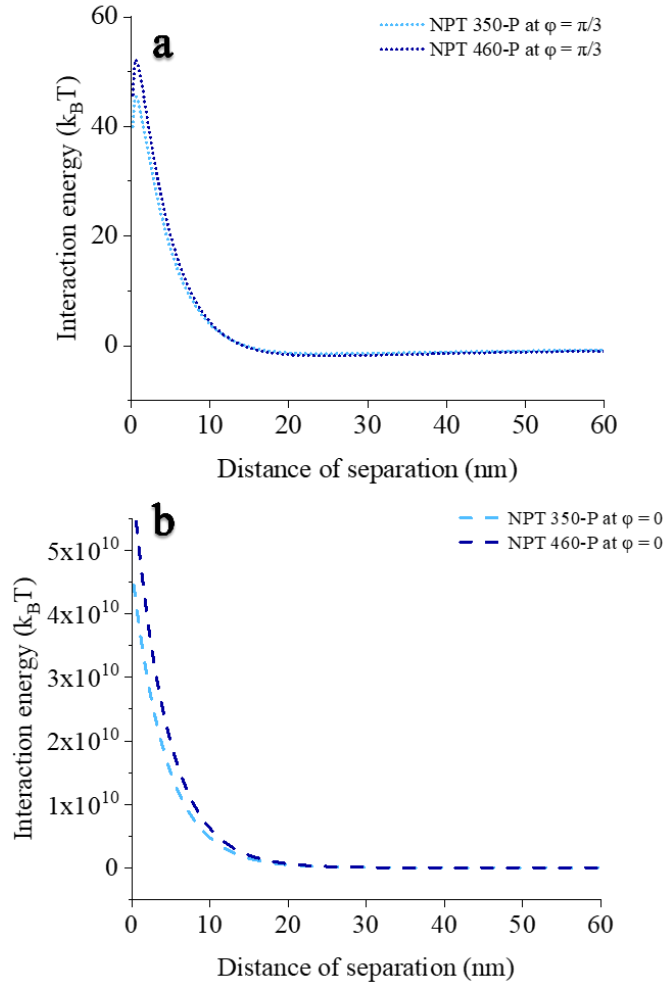 a
NPT 350-P at φ = π/3
NPT 460-P at φ = π/3
Interaction energy (k_BT)
60
40
20
0
0 10 20 30 40 50 60
Distance of separation (nm)
b
NPT 350-P at φ = 0
NPT 460-P at φ = 0
Interaction energy (k_BT)
5x10¹⁰
4x10¹⁰
3x10¹⁰
2x10¹⁰
1x10¹⁰
0
0 10 20 30 40 50 60
Distance of separation (nm)